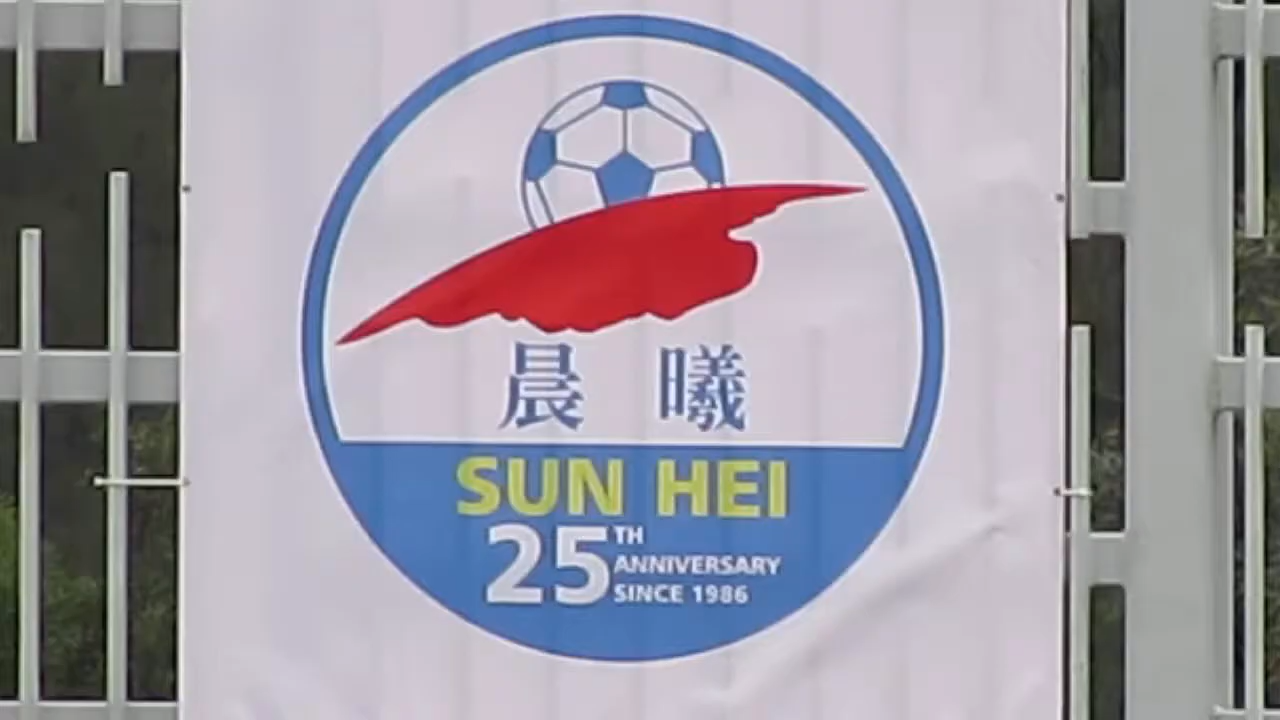 晨 曦
SUN HEI
25TH
ANNIVERSARY
SINCE 1986